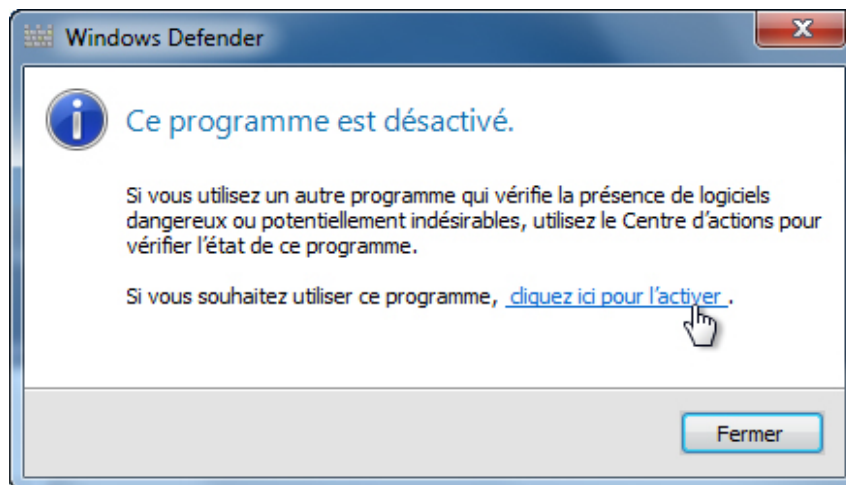 Windows Defender
Ce programme est désactivé.
Si vous utilisez un autre programme qui vérifie la présence de logiciels
dangereux ou potentiellement indésirables, utilisez le Centre d'actions pour
vérifier l'état de ce programme.
Si vous souhaitez utiliser ce programme, cliquez ici pour l'activer .
Fermer